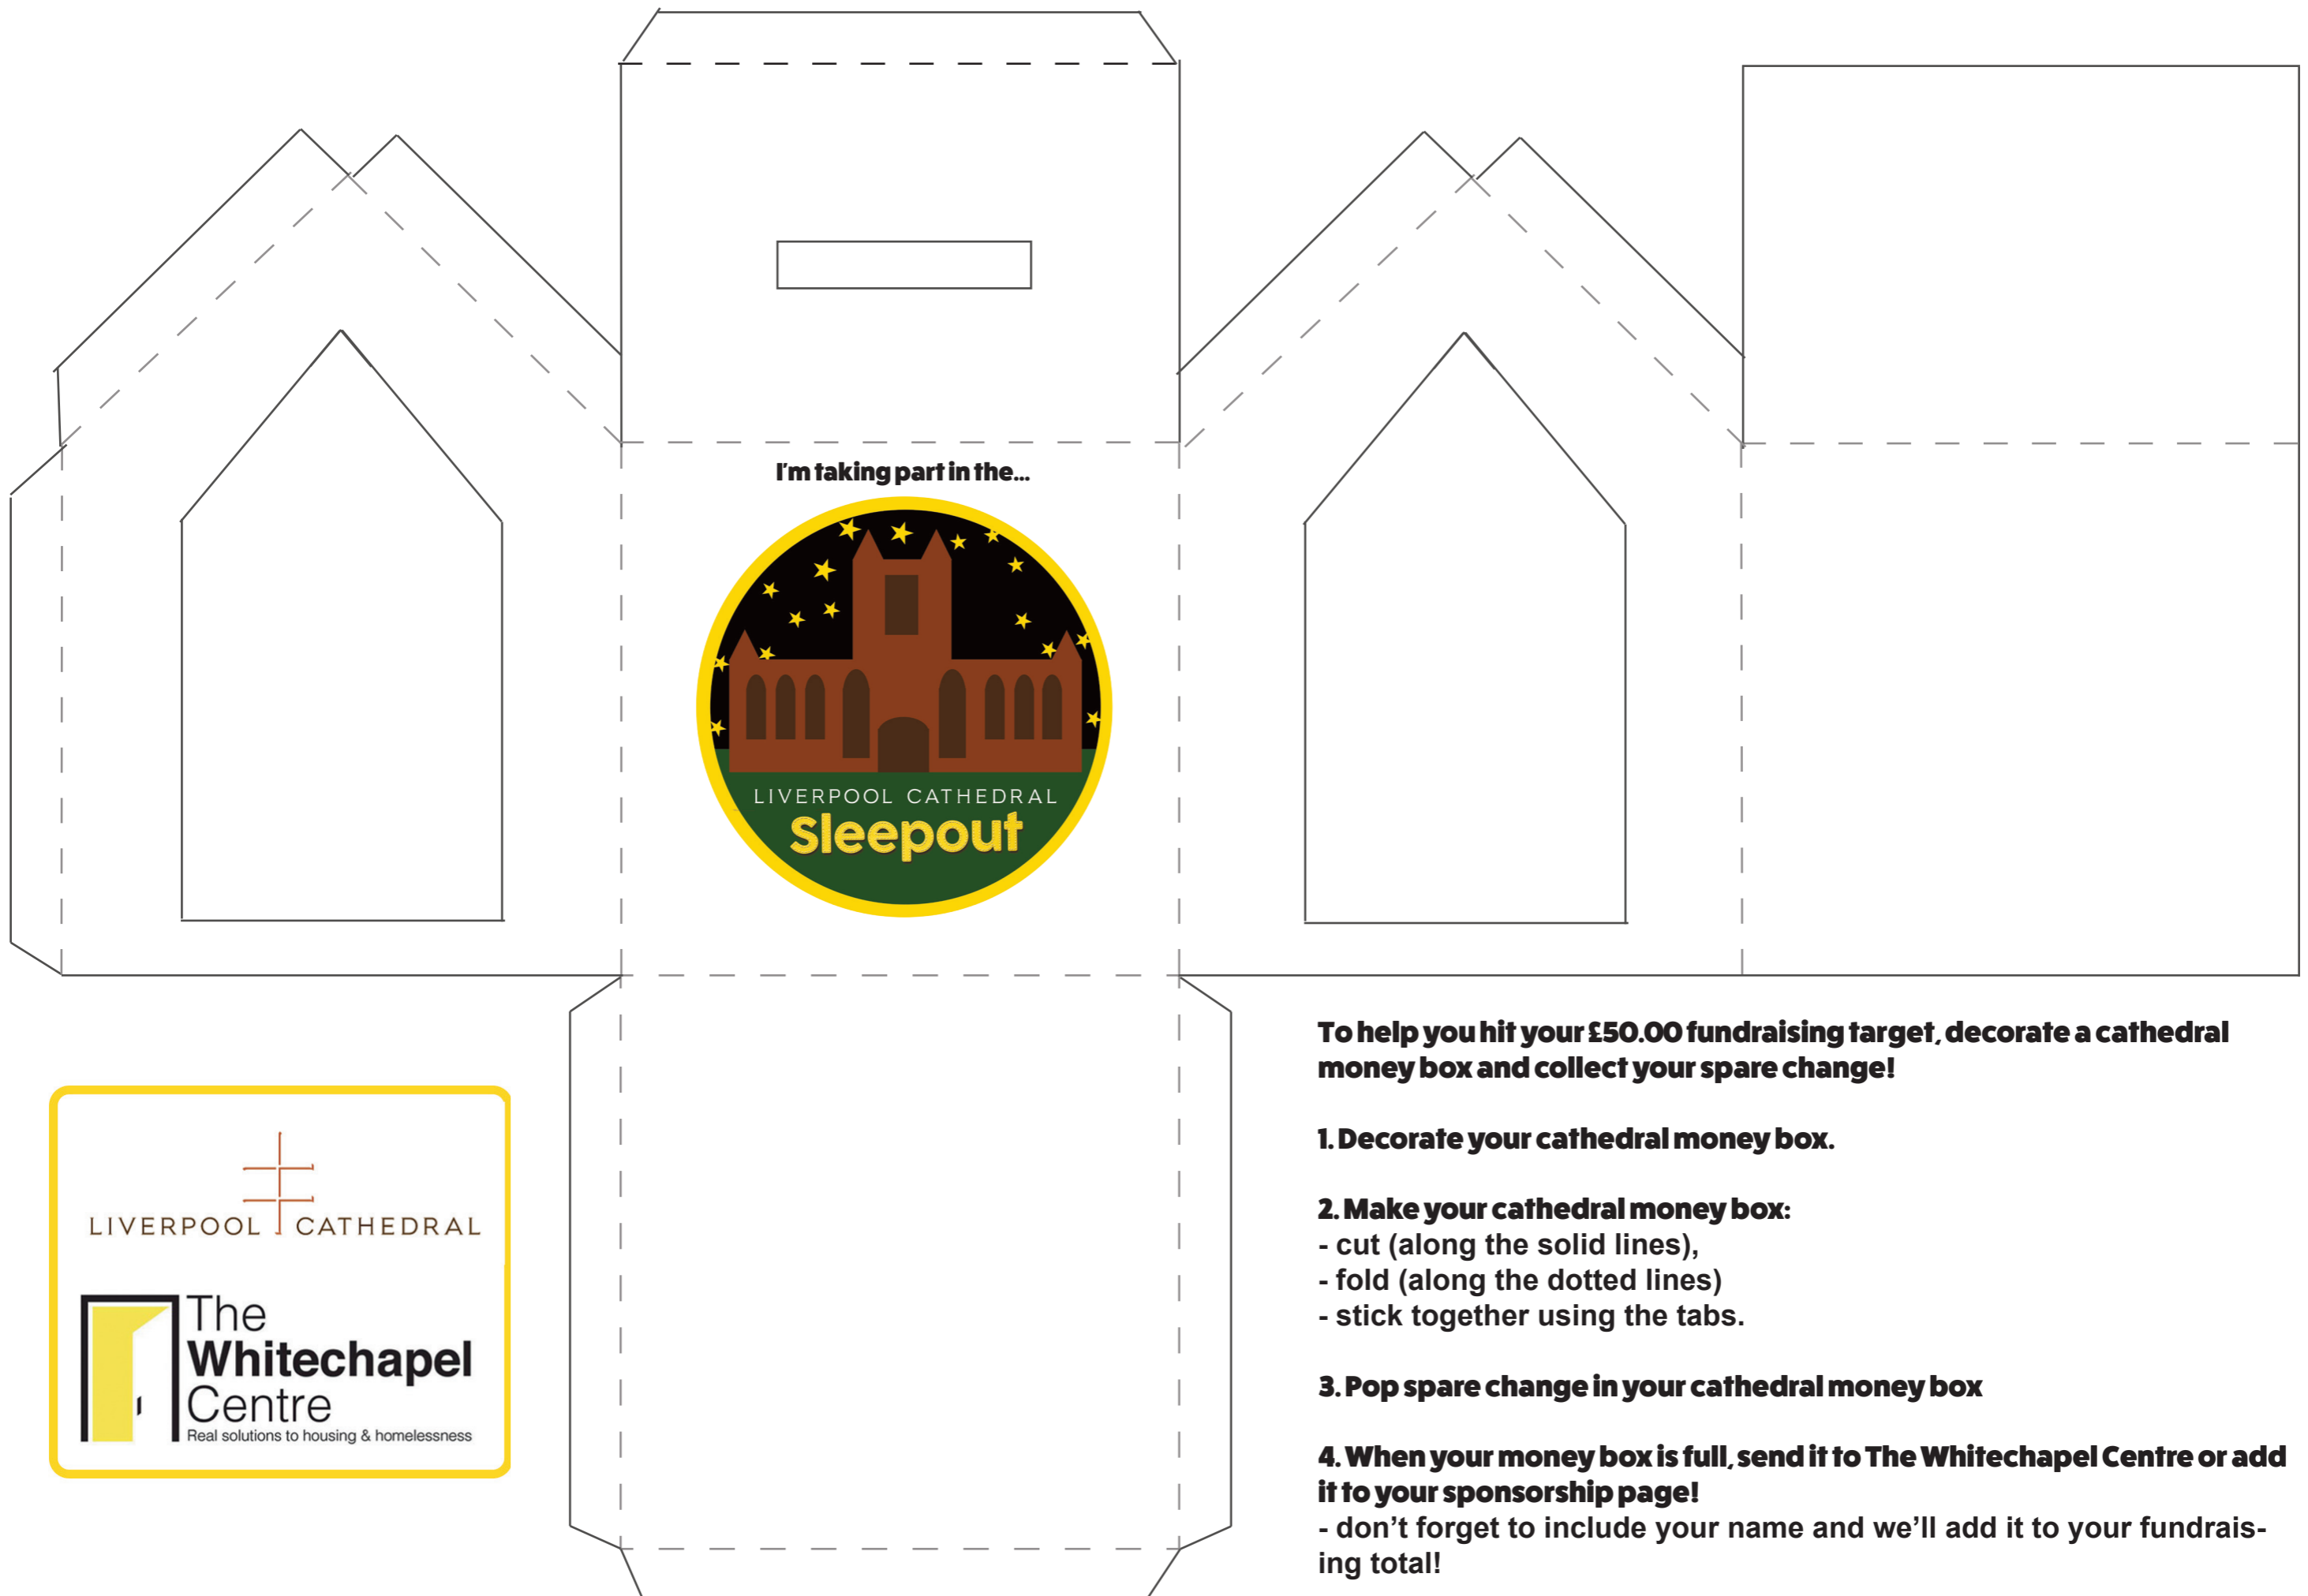 I'm taking part in the...
LIVERPOOL CATHEDRAL
Sleepout
LIVERPOOL CATHEDRAL
The
Whitechapel
Centre
Real solutions to housing & homelessness
To help you hit your £50.00 fundraising target, decorate a cathedral
money box and collect your spare change!
1. Decorate your cathedral money box.
2. Make your cathedral money box:
- cut (along the solid lines),
- fold (along the dotted lines)
- stick together using the tabs.
3. Pop spare change in your cathedral money box
4. When your money box is full, send it to The Whitechapel Centre or add
it to your sponsorship page!
- don’t forget to include your name and we’ll add it to your fundrais-
ing total!